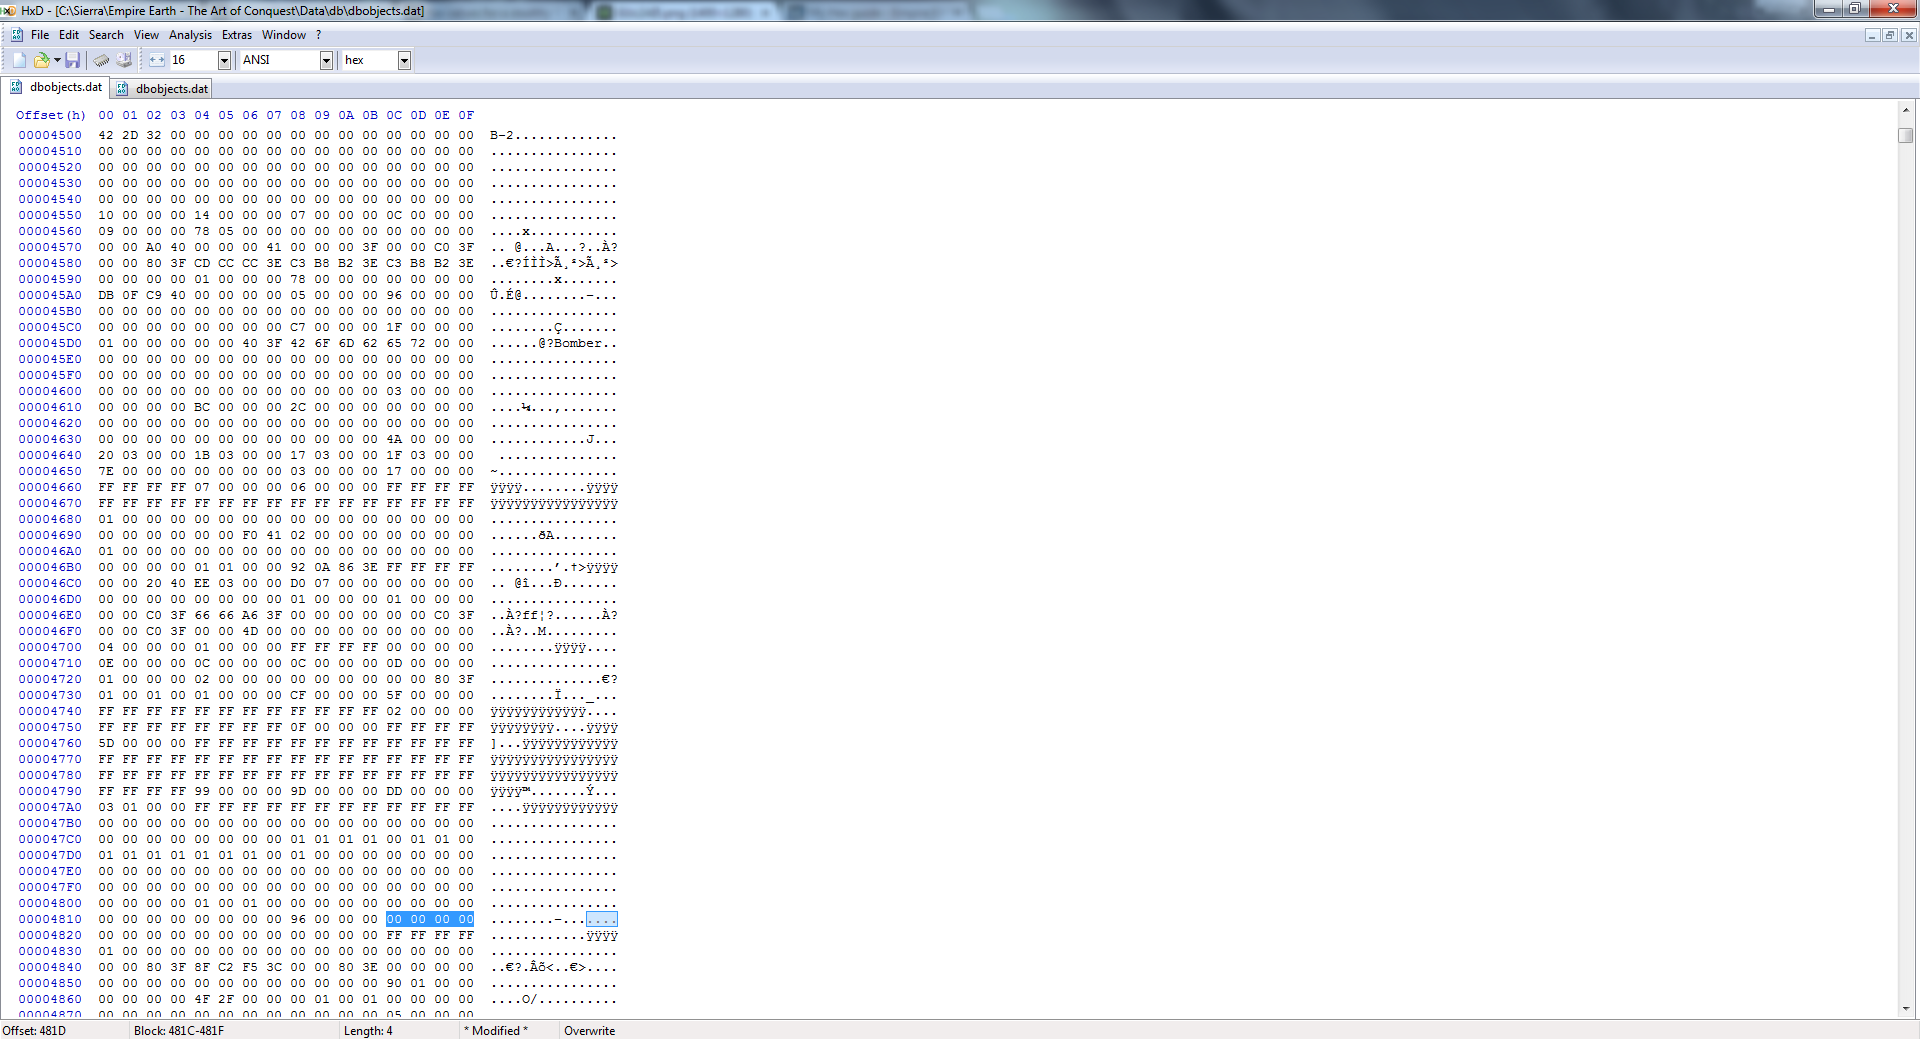 HxD - [C:\Sierra\Empire Earth - The Art of Conquest\Data\db\dbobjects.dat]
File Edit Search View Analysis Extras Window ?
16 ANSI hex
dbobjects.dat dbobjects.dat
Offset(h) 00 01 02 03 04 05 06 07 08 09 0A 0B 0C 0D 0E 0F
00004500 42 2D 32 00 00 00 00 00 00 00 00 00 00 00 00 00 B-2.............
00004510 00 00 00 00 00 00 00 00 00 00 00 00 00 00 00 00 ................
00004520 00 00 00 00 00 00 00 00 00 00 00 00 00 00 00 00 ................
00004530 00 00 00 00 00 00 00 00 00 00 00 00 00 00 00 00 ................
00004540 00 00 00 00 00 00 00 00 00 00 00 00 00 00 00 00 ................
00004550 10 00 00 00 14 00 00 00 07 00 00 00 0C 00 00 00 ................
00004560 09 00 00 00 78 05 00 00 00 00 00 00 00 00 00 00 ....x...........
00004570 00 00 A0 40 00 00 00 41 00 00 00 3F 00 00 C0 3F .. @...A...?..À?
00004580 00 00 80 3F CD CC CC 3E C3 B8 B2 3E C3 B8 B2 3E ..€?ÍÌÌ>Ã¸²>Ã¸²>
00004590 00 00 00 00 01 00 00 00 78 00 00 00 00 00 00 00 ........x.......
000045A0 DB 0F C9 40 00 00 00 00 05 00 00 00 96 00 00 00 Û.É@........–...
000045B0 00 00 00 00 00 00 00 00 00 00 00 00 00 00 00 00 ................
000045C0 00 00 00 00 00 00 00 00 C7 00 00 00 1F 00 00 00 ........Ç.......
000045D0 01 00 00 00 00 00 40 3F 42 6F 6D 62 65 72 00 00 ......@?Bomber..
000045E0 00 00 00 00 00 00 00 00 00 00 00 00 00 00 00 00 ................
000045F0 00 00 00 00 00 00 00 00 00 00 00 00 00 00 00 00 ................
00004600 00 00 00 00 00 00 00 00 00 00 00 00 03 00 00 00 ................
00004610 00 00 00 00 BC 00 00 00 2C 00 00 00 00 00 00 00 ....¼...,.......
00004620 00 00 00 00 00 00 00 00 00 00 00 00 00 00 00 00 ................
00004630 00 00 00 00 00 00 00 00 00 00 00 00 4A 00 00 00 ............J...
00004640 20 03 00 00 1B 03 00 00 17 03 00 00 1F 03 00 00  ...............
00004650 7E 00 00 00 00 00 00 00 03 00 00 00 17 00 00 00 ~...............
00004660 FF FF FF FF 07 00 00 00 06 00 00 00 FF FF FF FF ÿÿÿÿ........ÿÿÿÿ
00004670 FF FF FF FF FF FF FF FF FF FF FF FF FF FF FF FF ÿÿÿÿÿÿÿÿÿÿÿÿÿÿÿÿ
00004680 01 00 00 00 00 00 00 00 00 00 00 00 00 00 00 00 ................
00004690 00 00 00 00 00 00 F0 41 02 00 00 00 00 00 00 00 ......ðA........
000046A0 01 00 00 00 00 00 00 00 00 00 00 00 00 00 00 00 ................
000046B0 00 00 00 00 01 01 00 00 92 0A 86 3E FF FF FF FF ........’.†>ÿÿÿÿ
000046C0 00 00 20 40 EE 03 00 00 D0 07 00 00 00 00 00 00 .. @î...Ð.......
000046D0 00 00 00 00 00 00 00 00 01 00 00 00 01 00 00 00 ................
000046E0 00 00 C0 3F 66 66 A6 3F 00 00 00 00 00 00 C0 3F ..À?ff¦?......À?
000046F0 00 00 C0 3F 00 00 4D 00 00 00 00 00 00 00 00 00 ..À?..M.........
00004700 04 00 00 00 01 00 00 00 FF FF FF FF 00 00 00 00 ........ÿÿÿÿ....
00004710 0E 00 00 00 0C 00 00 00 0C 00 00 00 0D 00 00 00 ................
00004720 01 00 00 00 02 00 00 00 00 00 00 00 00 00 80 3F ..............€?
00004730 01 00 01 00 01 00 00 00 CF 00 00 00 5F 00 00 00 ........Ï..._...
00004740 FF FF FF FF FF FF FF FF FF FF FF FF 02 00 00 00 ÿÿÿÿÿÿÿÿÿÿÿÿ....
00004750 FF FF FF FF FF FF FF FF 0F 00 00 00 FF FF FF FF ÿÿÿÿÿÿÿÿ....ÿÿÿÿ
00004760 5D 00 00 00 FF FF FF FF FF FF FF FF FF FF FF FF ]...ÿÿÿÿÿÿÿÿÿÿÿÿ
00004770 FF FF FF FF FF FF FF FF FF FF FF FF FF FF FF FF ÿÿÿÿÿÿÿÿÿÿÿÿÿÿÿÿ
00004780 FF FF FF FF FF FF FF FF FF FF FF FF FF FF FF FF ÿÿÿÿÿÿÿÿÿÿÿÿÿÿÿÿ
00004790 FF FF FF FF 99 00 00 00 9D 00 00 00 DD 00 00 00 ÿÿÿÿ™.......Ý...
000047A0 03 01 00 00 FF FF FF FF FF FF FF FF FF FF FF FF ....ÿÿÿÿÿÿÿÿÿÿÿÿ
000047B0 00 00 00 00 00 00 00 00 00 00 00 00 00 00 00 00 ................
000047C0 00 00 00 00 00 00 00 00 01 01 01 01 00 01 01 00 ................
000047D0 01 01 01 01 01 01 01 00 01 00 00 00 00 00 00 00 ................
000047E0 00 00 00 00 00 00 00 00 00 00 00 00 00 00 00 00 ................
000047F0 00 00 00 00 00 00 00 00 00 00 00 00 00 00 00 00 ................
00004800 00 00 00 00 01 00 01 00 00 00 00 00 00 00 00 00 ................
00004810 00 00 00 00 00 00 00 00 96 00 00 00 00 00 00 00 ........–.......
00004820 00 00 00 00 00 00 00 00 00 00 00 00 FF FF FF FF ............ÿÿÿÿ
00004830 01 00 00 00 00 00 00 00 00 00 00 00 00 00 00 00 ................
00004840 00 00 80 3F 8F C2 F5 3C 00 00 80 3E 00 00 00 00 ..€?.Âõ<..€>....
00004850 00 00 00 00 00 00 00 00 00 00 00 00 90 01 00 00 ................
00004860 00 00 00 00 4F 2F 00 00 00 01 00 01 00 00 00 00 ....O/..........
00004870 00 00 00 00 00 00 00 00 00 00 00 00 05 00 00 00 ................
Offset: 481D Block: 481C-481F Length: 4 * Modified * Overwrite